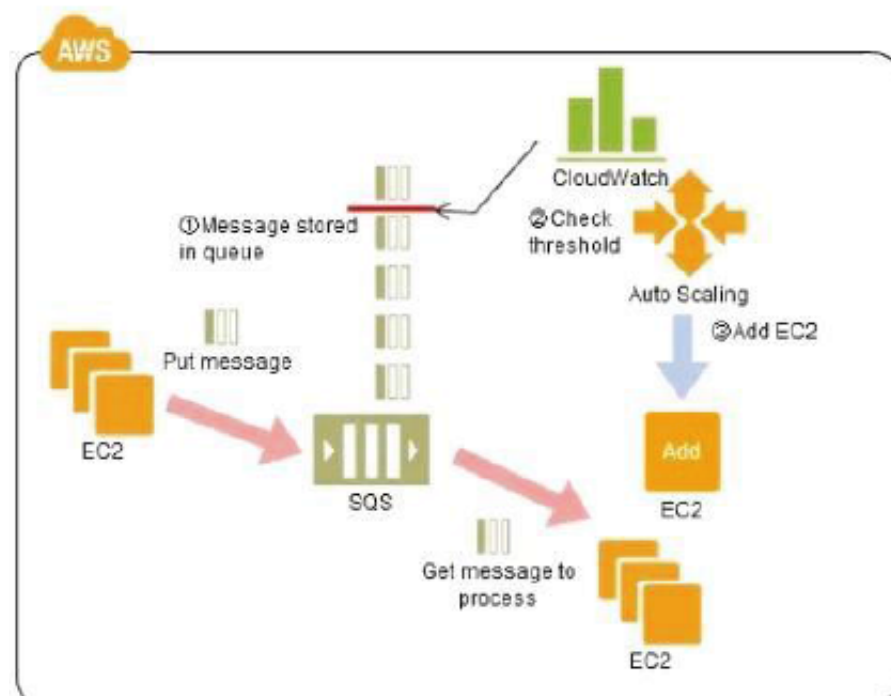 AWS
CloudWatch
①Message stored
in queue
②Check
threshold
Auto Scaling
③Add EC2
Put message
EC2
SQS
Add
EC2
Get message to
process
EC2